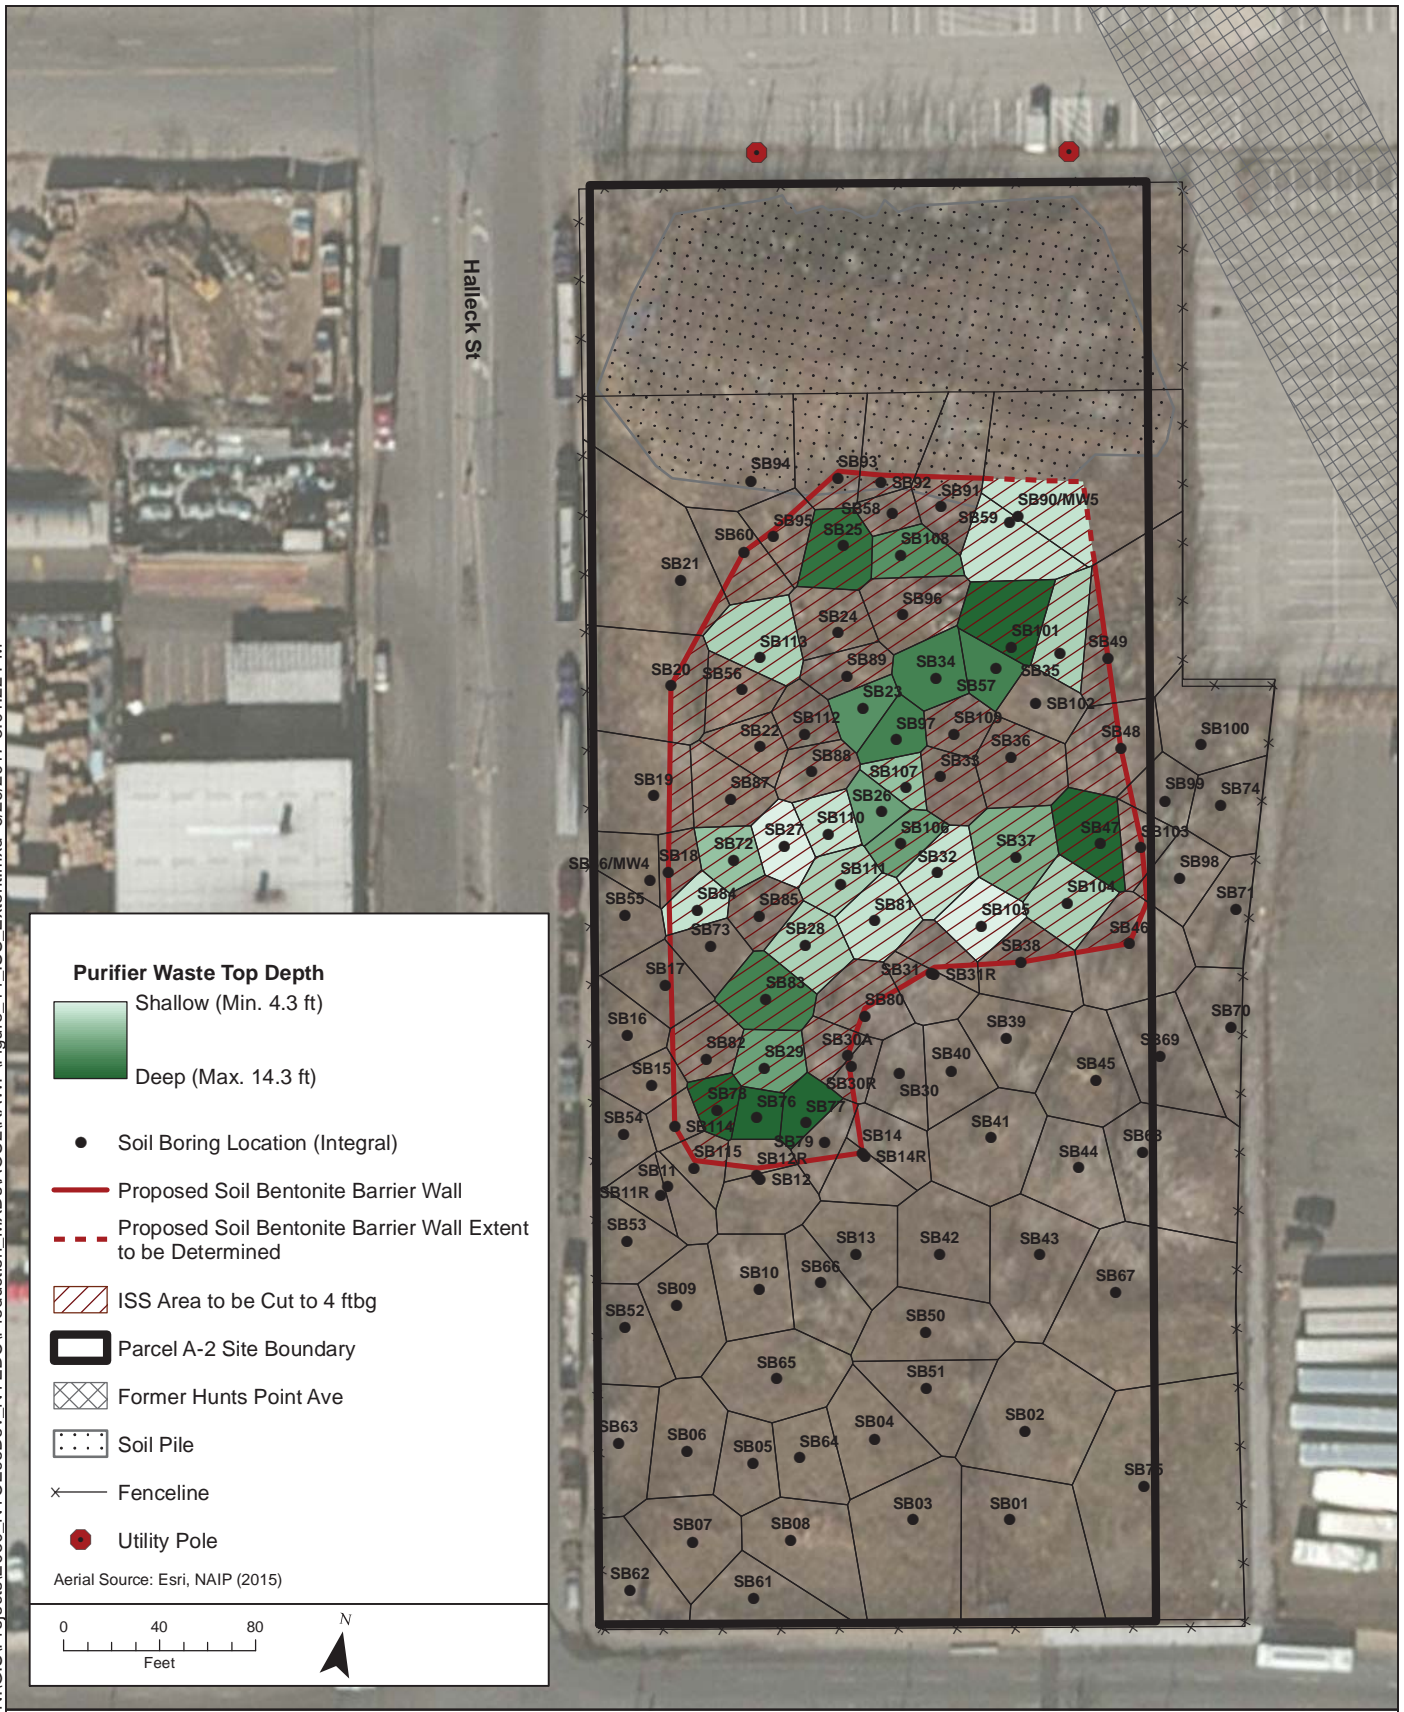 Halleck St
SB94
SB93
SB92
SB91
SB90/MW5
SB58
SB59
SB95
SB60
SB25
SB108
SB21
SB96
SB24
SB113
SB101
SB49
SB20
SB56
SB89
SB34
SB35
SB57
SB23
SB102
SB112
SB97
SB109
SB22
SB36
SB48
SB100
SB88
SB107
SB33
SB19
SB87
SB99
SB74
SB26
SB110
SB27
SB106
SB37
SB47
SB103
SB72
SB18
SB32
SB98
SB111
SB104
SB84
SB71
SB55
SB85
SB81
SB105
SB73
SB28
SB46
SB38
SB17
SB31
SB31R
SB83
SB80
SB16
SB39
SB70
SB82
SB29
SB30A
SB40
SB69
SB45
SB15
SB30R
SB30
SB78
SB76
SB77
SB54
SB114
SB79
SB14
SB41
SB14R
SB115
SB12R
SB44
SB11
SB12
SB11R
SB53
SB13
SB42
SB43
SB10
SB66
SB67
SB09
SB52
SB50
SB65
SB51
SB63
SB06
SB05
SB64
SB04
SB02
SB75
SB03
SB01
SB07
SB08
SB62
SB61
Purifier Waste Top Depth
Shallow (Min. 4.3 ft)
Deep (Max. 14.3 ft)
Soil Boring Location (Integral)
Proposed Soil Bentonite Barrier Wall
Proposed Soil Bentonite Barrier Wall Extent
to be Determined
ISS Area to be Cut to 4 ftbg
Parcel A-2 Site Boundary
Former Hunts Point Ave
Soil Pile
Fenceline
Utility Pole
Aerial Source: Esri, NAIP (2015)
0 40 80
Feet
N